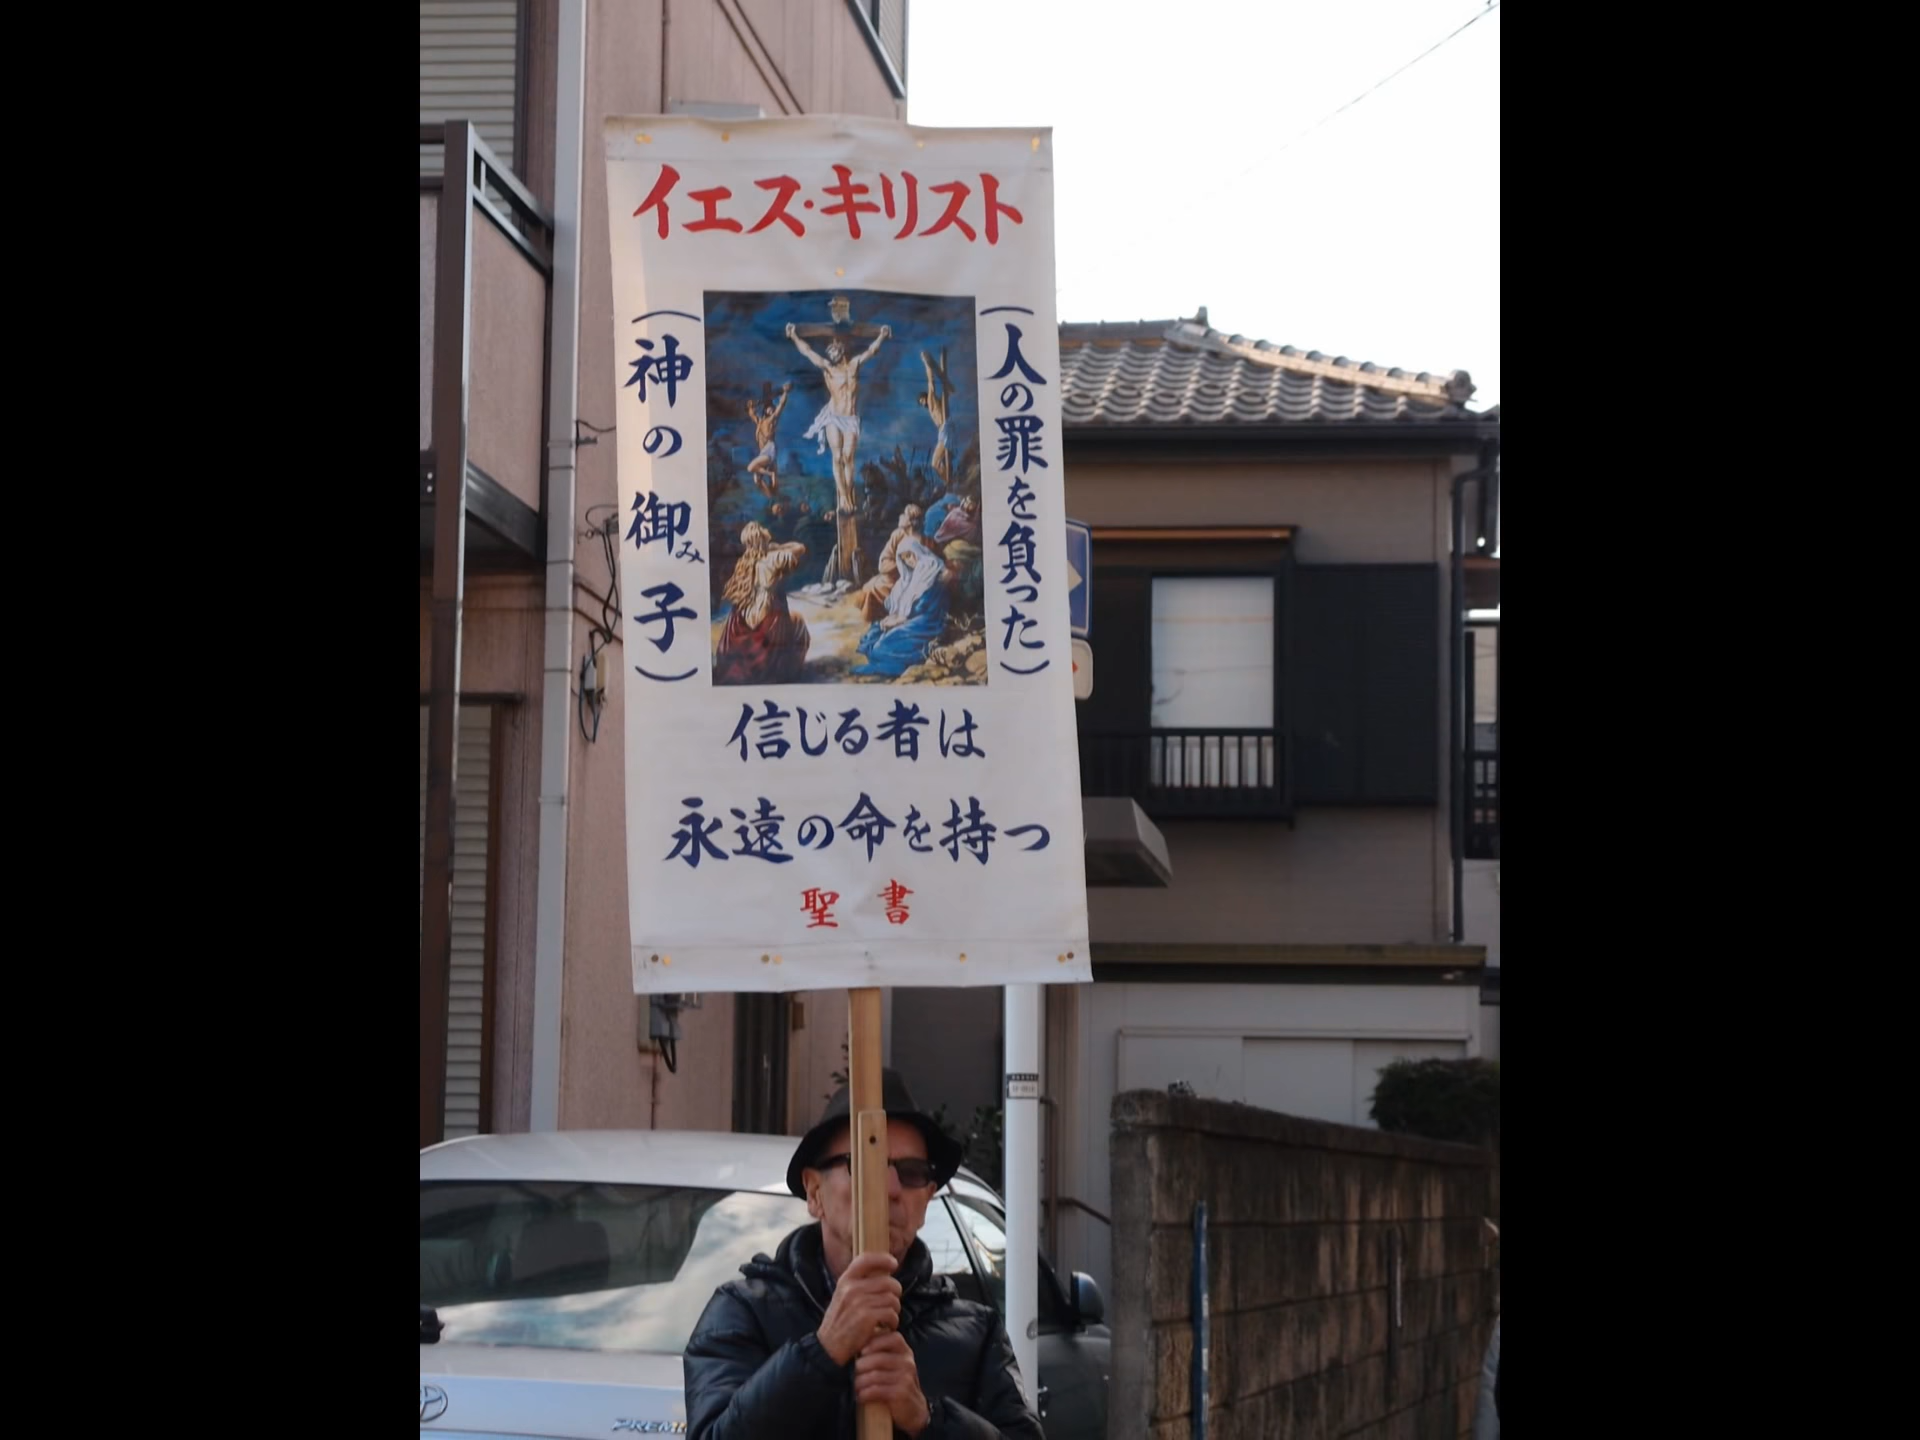 イエス・キリスト
（人の罪を負った）
（神の御み子）
信じる者は
永遠の命を持つ
聖書